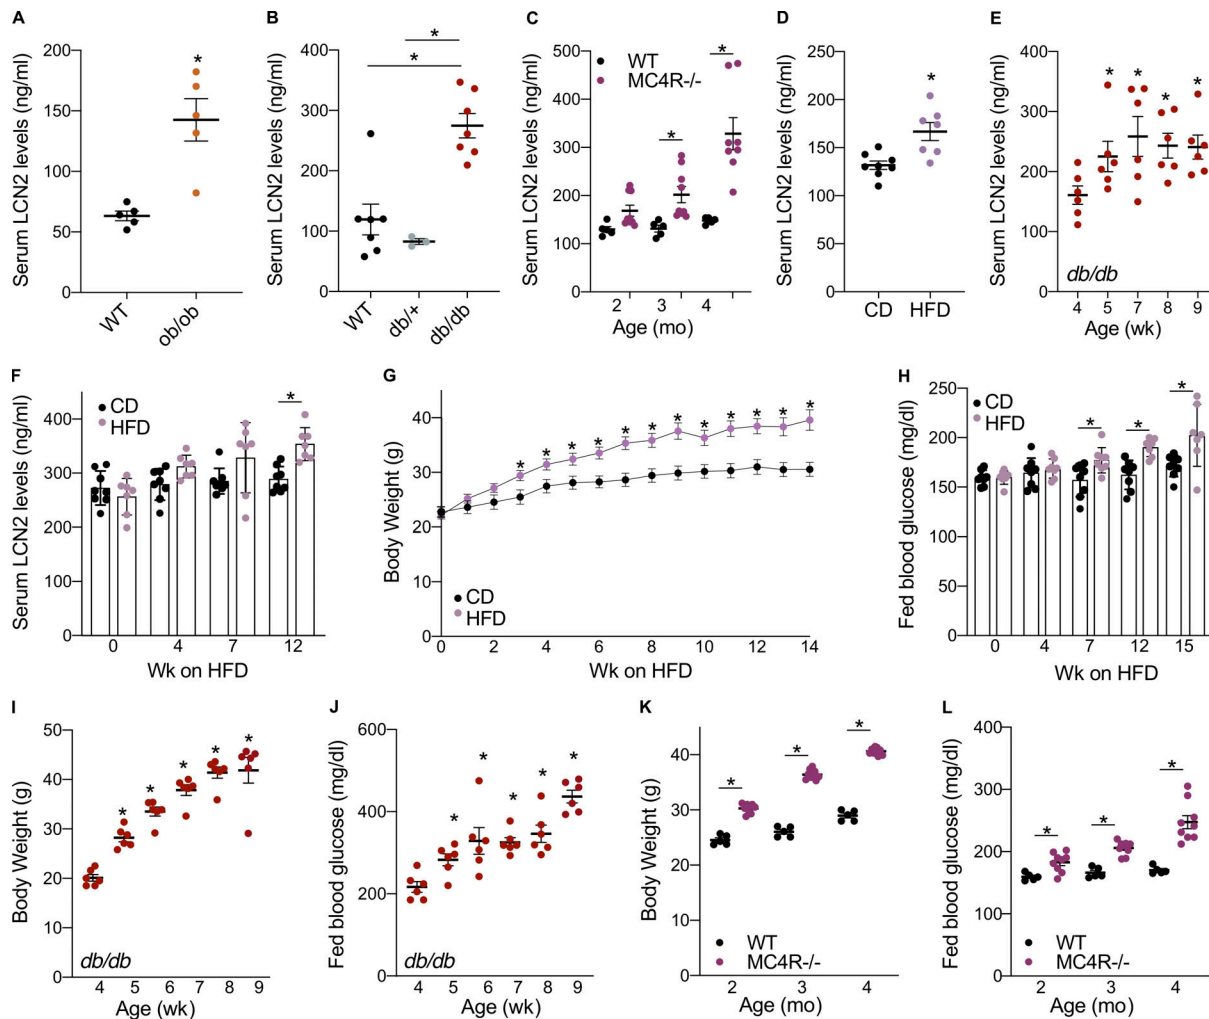 A
Serum LCN2 levels (ng/ml)
200
150
100
50
0
*
WT
ob/ob
B
Serum LCN2 levels (ng/ml)
400
300
200
100
0
*
*
WT
db/+
db/db
C
Serum LCN2 levels (ng/ml)
500
400
300
200
100
0
WT
MC4R-/-
*
*
2 3 4
Age (mo)
D
Serum LCN2 levels (ng/ml)
250
200
150
100
50
0
*
CD HFD
E
Serum LCN2 levels (ng/ml)
400
300
200
100
0
* * * *
db/db
4 5 7 8 9
Age (wk)
F
Serum LCN2 levels (ng/ml)
400
300
200
100
0
CD
HFD
*
0 4 7 12
Wk on HFD
G
Body Weight (g)
40
30
20
10
0
* * * * * * * * * * * *
CD
HFD
0 2 4 6 8 10 12 14
Wk on HFD
H
Fed blood glucose (mg/dl)
250
200
150
100
50
0
CD
HFD
* * *
0 4 7 12 15
Wk on HFD
I
Body Weight (g)
50
40
30
20
10
0
* * * * *
db/db
4 5 6 7 8 9
Age (wk)
J
Fed blood glucose (mg/dl)
600
400
200
0
* * * * *
db/db
4 5 6 7 8 9
Age (wk)
K
Body Weight (g)
40
30
20
10
0
* * *
WT
MC4R-/-
2 3 4
Age (mo)
L
Fed blood glucose (mg/dl)
400
300
200
100
0
* * *
WT
MC4R-/-
2 3 4
Age (mo)